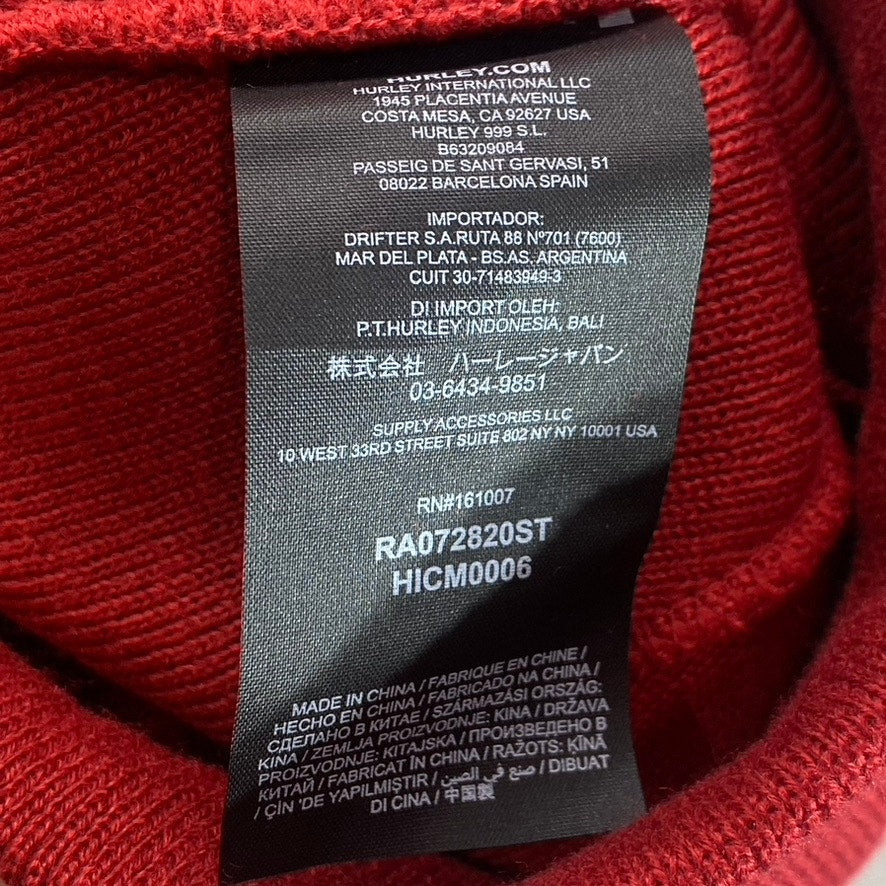 HURLEY.COM
HURLEY INTERNATIONAL LLC
1945 PLACENTIA AVENUE
COSTA MESA, CA 92627 USA
HURLEY 999 S.L.
B63209084
PASSEIG DE SANT GERVASI, 51
08022 BARCELONA SPAIN
IMPORTADOR:
DRIFTER S.A.RUTA 88 Nº701 (7600)
MAR DEL PLATA - BS.AS. ARGENTINA
CUIT 30-71483949-3
DI IMPORT OLEH:
P.T.HURLEY INDONESIA, BALI
株式会社 ハーレージャパン
03-6434-9851
SUPPLY ACCESSORIES LLC
10 WEST 33RD STREET SUITE 802 NY NY 10001 USA
RN#161007
RA072820ST
HICM0006
MADE IN CHINA / FABRIQUE EN CHINE /
HECHO EN CHINA / FABRICADO NA CHINA /
СДЕЛАНО В КИТАЕ / SZÁRMAZÁSI ORSZÁG:
KINA / ZEMLJA PROIZVODNJE: KINA / DRŽAVA
PROIZVODNJE: KITAJSKA / ПРОИЗВЕДЕНО В
КИТАЙ / FABRICAT ÎN CHINA / RAŽOTS: ĶĪNĀ
/ ÇİN 'DE YAPILMIŞTIR / صنع في الصين / DIBUAT
DI CINA / 中国製